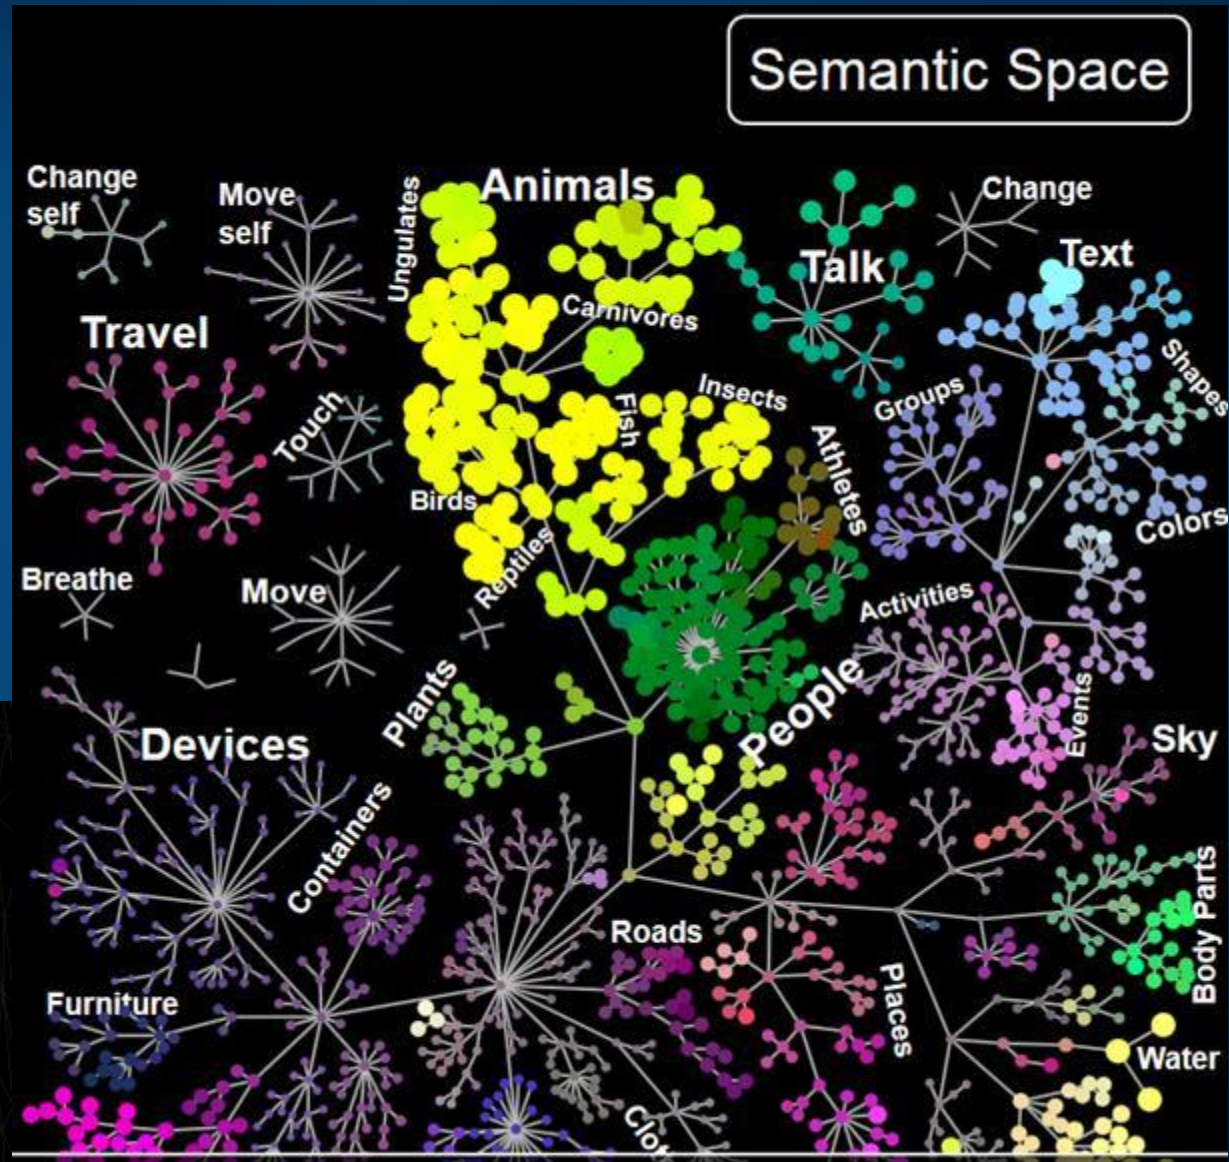 Semantic Space
Change
self
Move
self
Ungulates
Animals
Change
Talk
Text
Carnivores
Travel
Shapes
Groups
Insects
Fish
Touch
Athletes
Birds
Colors
Reptiles
Breathe
Move
Activities
Plants
People
Events
Sky
Devices
Containers
Body Parts
Roads
Places
Furniture
Water